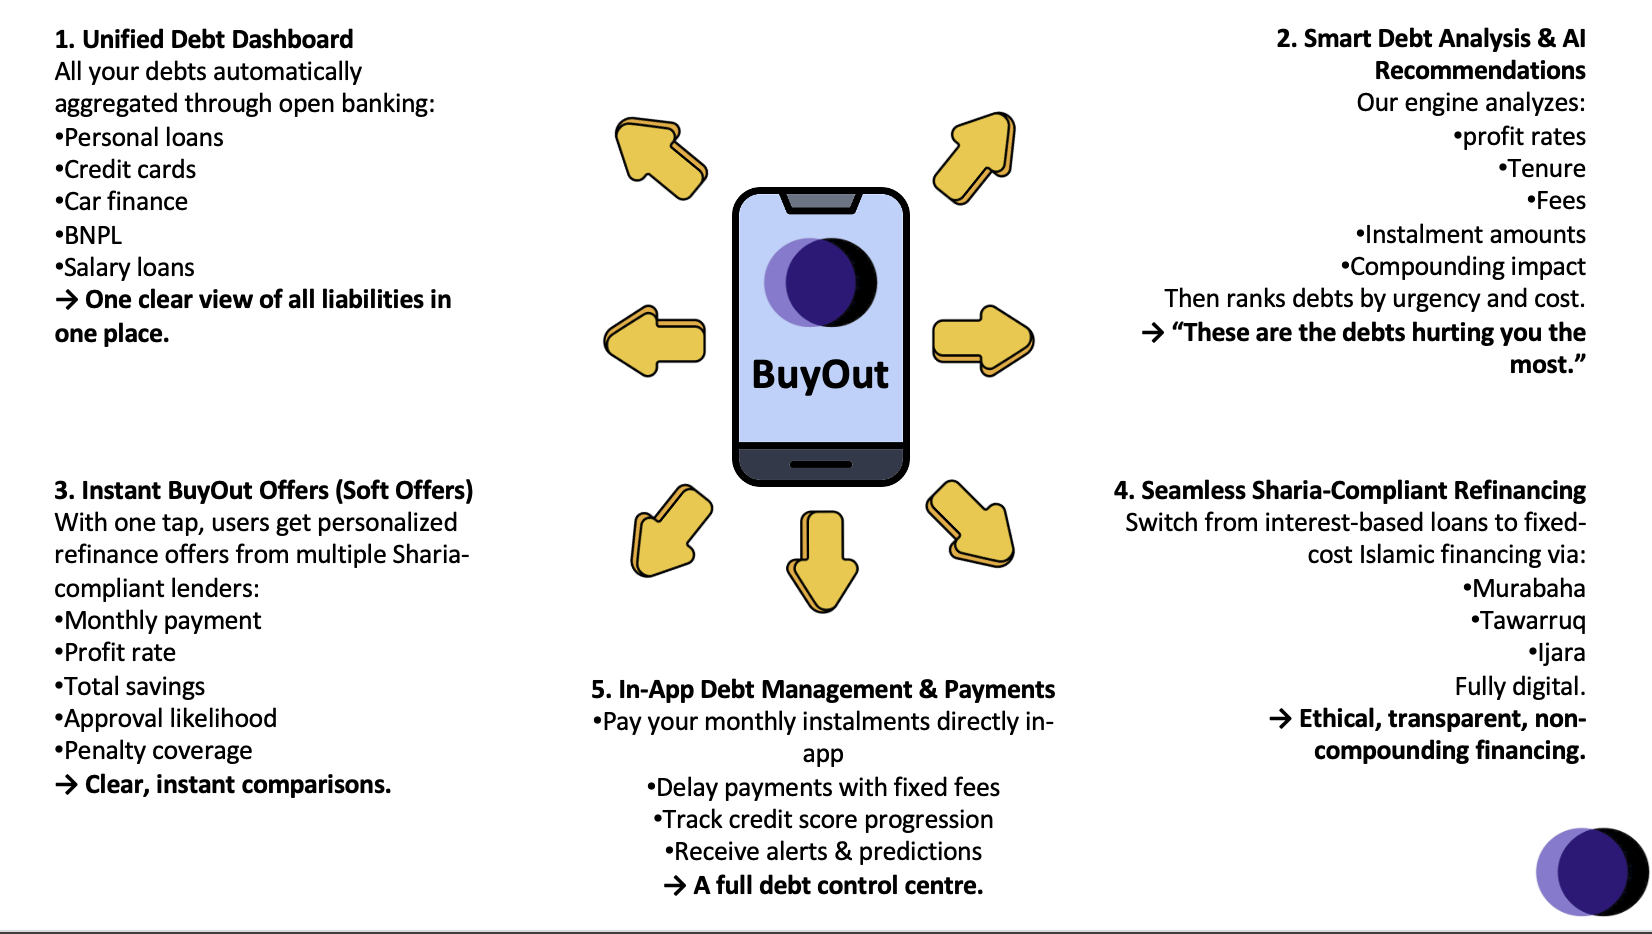 1. Unified Debt Dashboard
All your debts automatically
aggregated through open banking:
•Personal loans
•Credit cards
•Car finance
•BNPL
•Salary loans
→ One clear view of all liabilities in
one place.
2. Smart Debt Analysis & AI
Recommendations
Our engine analyzes:
•profit rates
•Tenure
•Fees
•Instalment amounts
•Compounding impact
Then ranks debts by urgency and cost.
→ “These are the debts hurting you the
most.”
BuyOut
3. Instant BuyOut Offers (Soft Offers)
With one tap, users get personalized
refinance offers from multiple Sharia-
compliant lenders:
•Monthly payment
•Profit rate
•Total savings
•Approval likelihood
•Penalty coverage
→ Clear, instant comparisons.
4. Seamless Sharia-Compliant Refinancing
Switch from interest-based loans to fixed-
cost Islamic financing via:
•Murabaha
•Tawarruq
•Ijara
Fully digital.
→ Ethical, transparent, non-
compounding financing.
5. In-App Debt Management & Payments
•Pay your monthly instalments directly in-
app
•Delay payments with fixed fees
•Track credit score progression
•Receive alerts & predictions
→ A full debt control centre.